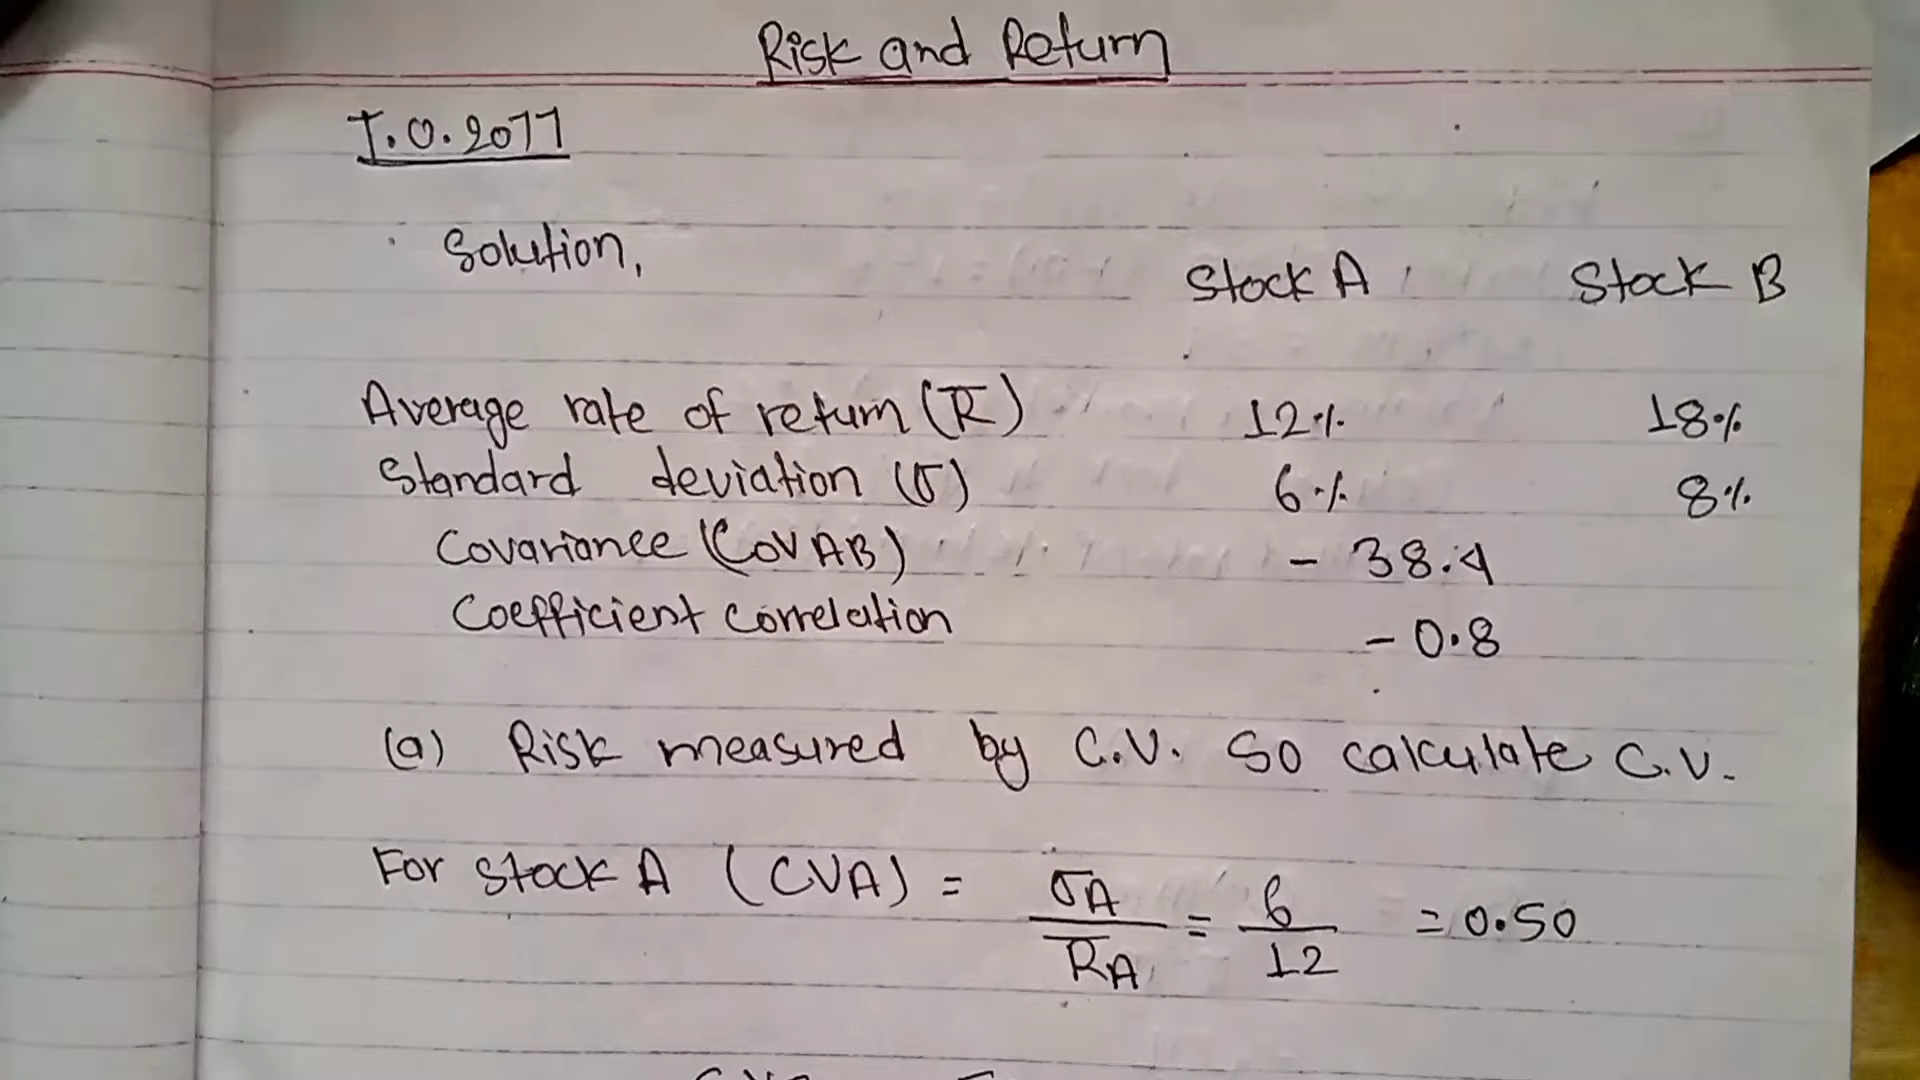 Risk and Return
T.O.2077
Solution,
Stock A Stock B
Average rate of return (R̅) 12% 18%
Standard deviation (σ) 6% 8%
Covariance (COV AB) - 38.4
Coefficient correlation - 0.8
(a) Risk measured by C.V. So calculate C.V.
For stock A (CVA) = σA / R̅A = 6 / 12 = 0.50